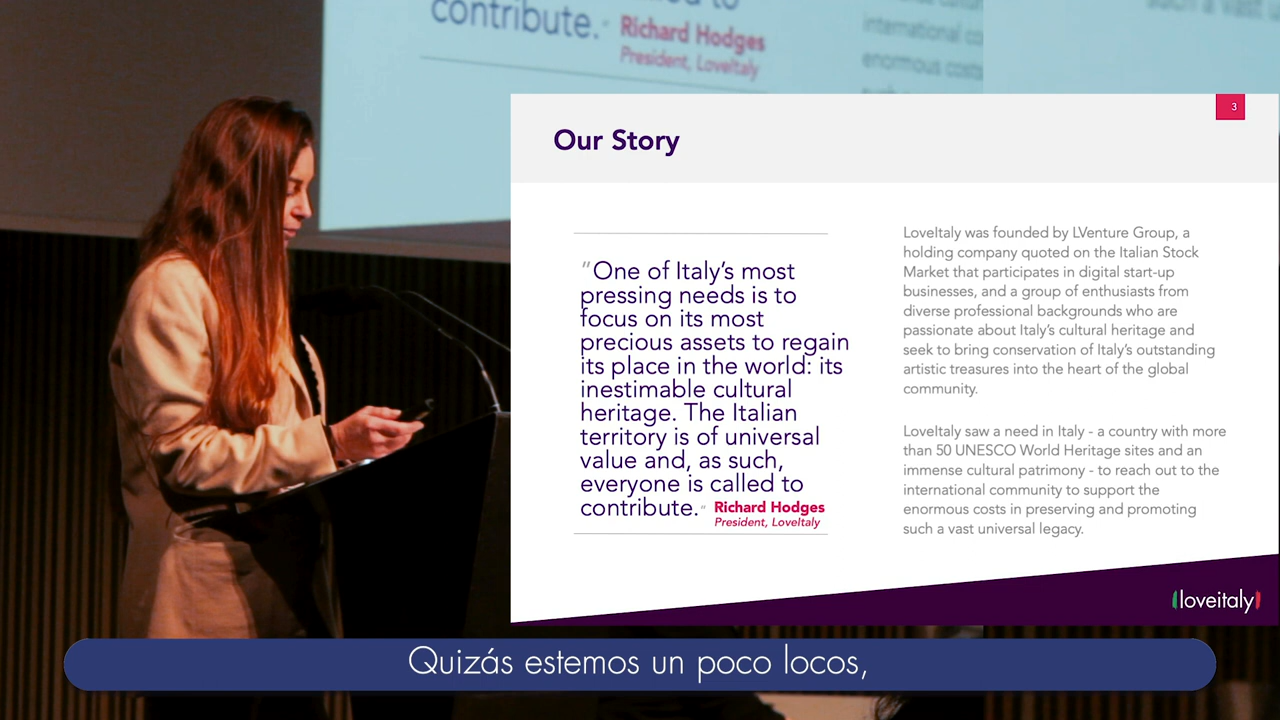 contribute."
Richard Hodges
President, LoveItaly
international
enormous costs
such a vast
3
Our Story
"One of Italy's most
pressing needs is to
focus on its most
precious assets to regain
its place in the world: its
inestimable cultural
heritage. The Italian
territory is of universal
value and, as such,
everyone is called to
contribute."
Richard Hodges
President, LoveItaly
LoveItaly was founded by LVenture Group, a
holding company quoted on the Italian Stock
Market that participates in digital start-up
businesses, and a group of enthusiasts from
diverse professional backgrounds who are
passionate about Italy's cultural heritage and
seek to bring conservation of Italy's outstanding
artistic treasures into the heart of the global
community.
LoveItaly saw a need in Italy - a country with more
than 50 UNESCO World Heritage sites and an
immense cultural patrimony - to reach out to the
international community to support the
enormous costs in preserving and promoting
such a vast universal legacy.
loveitaly
Quizás estemos un poco locos,